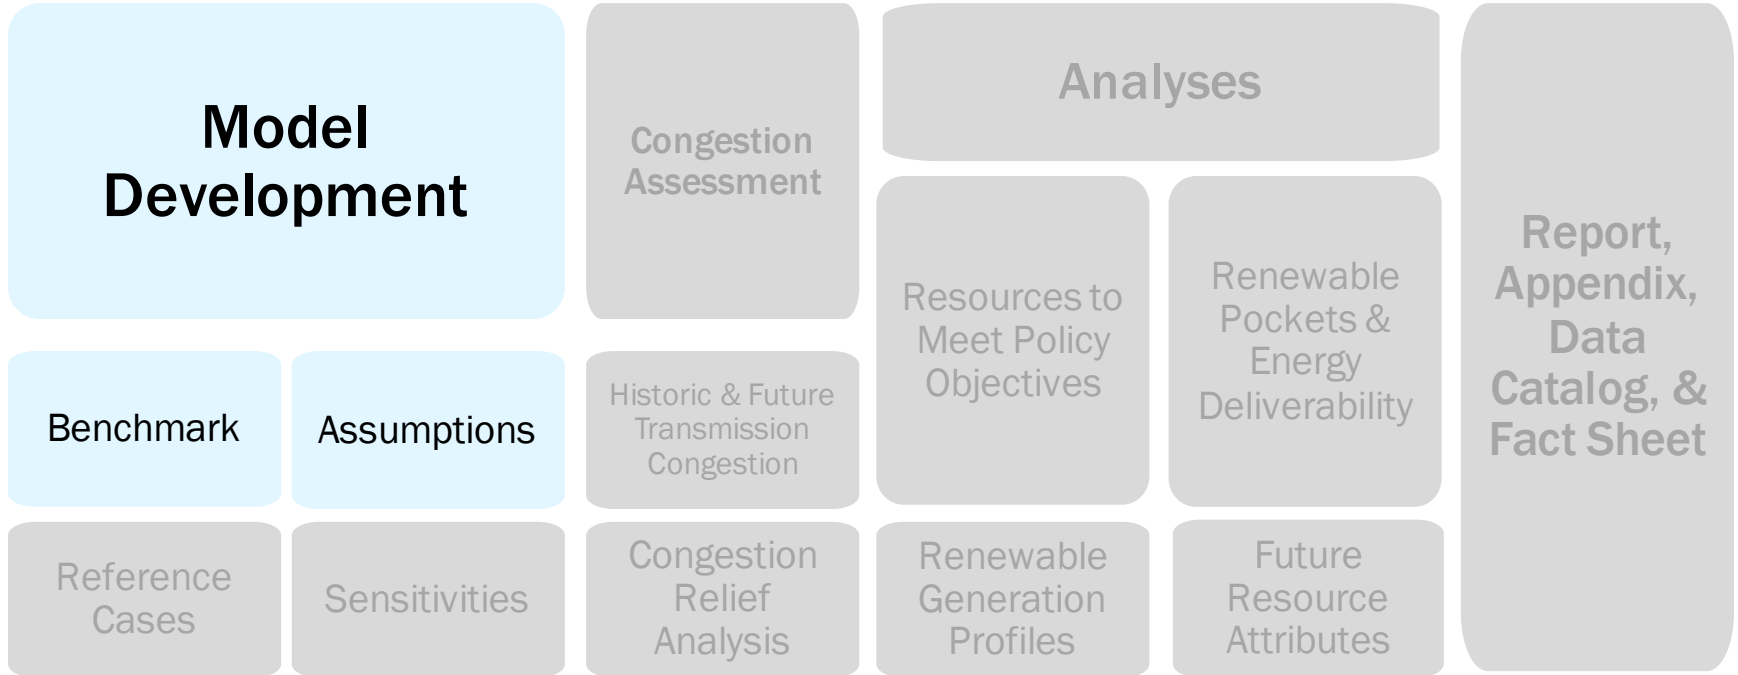 Model
Development
Benchmark
Assumptions
Reference
Cases
Sensitivities
Congestion
Assessment
Historic & Future
Transmission
Congestion
Congestion
Relief
Analysis
Analyses
Resources to
Meet Policy
Objectives
Renewable
Pockets &
Energy
Deliverability
Renewable
Generation
Profiles
Future
Resource
Attributes
Report,
Appendix,
Data
Catalog, &
Fact Sheet